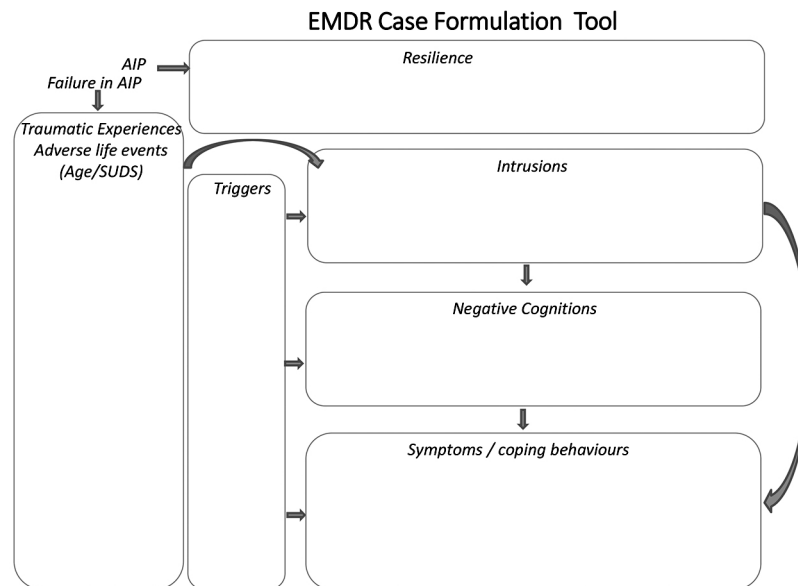 EMDR Case Formulation Tool
AIP
Failure in AIP
Resilience
Traumatic Experiences
Adverse life events
(Age/SUDS)
Triggers
Intrusions
Negative Cognitions
Symptoms / coping behaviours